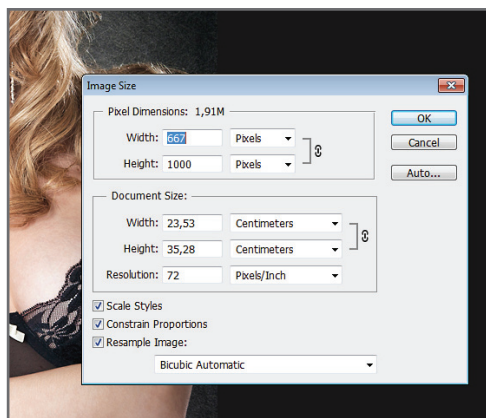 Image Size
Pixel Dimensions: 1,91M
Width: 667 Pixels
Height: 1000 Pixels
OK
Cancel
Auto...
Document Size:
Width: 23,53 Centimeters
Height: 35,28 Centimeters
Resolution: 72 Pixels/Inch
Scale Styles
Constrain Proportions
Resample Image:
Bicubic Automatic